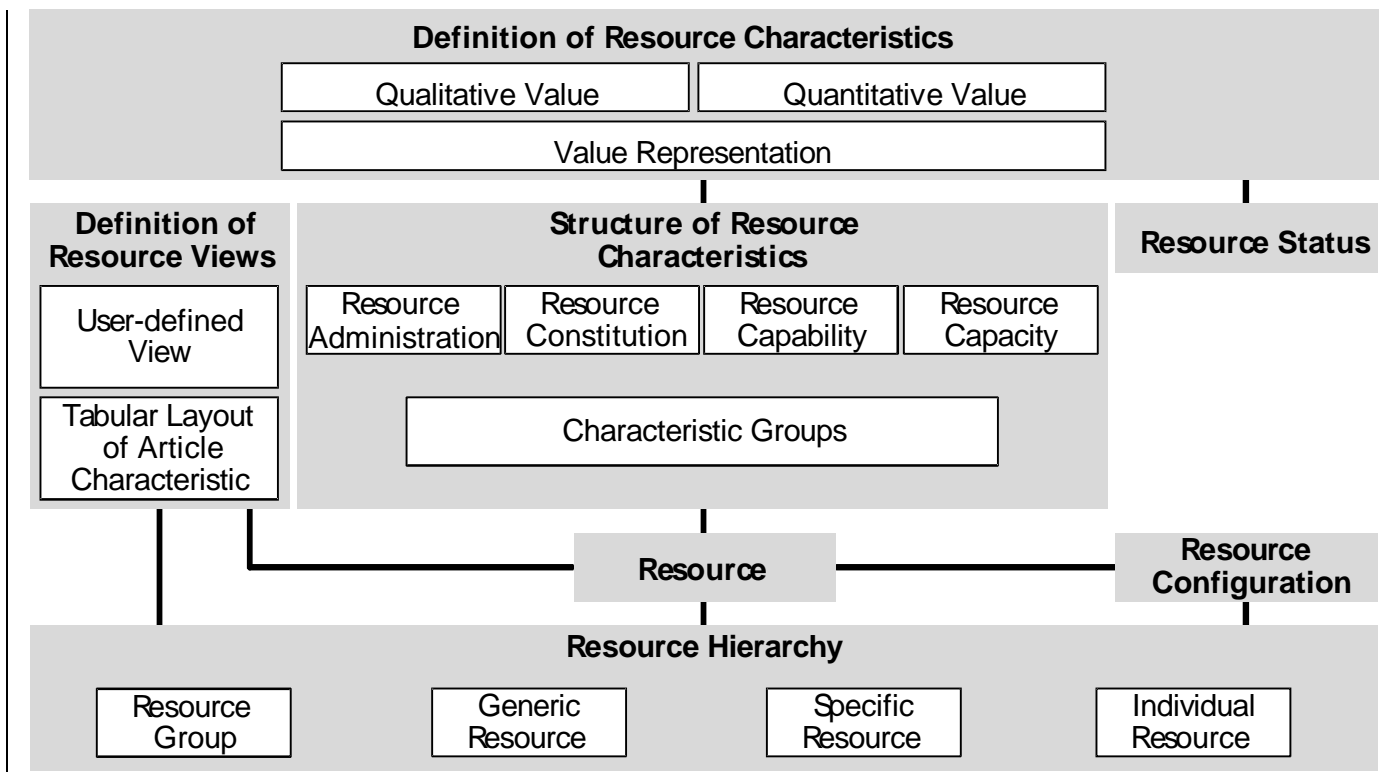 Definition of Resource Characteristics
Qualitative Value
Quantitative Value
Value Representation
Definition of
Resource Views
User-defined
View
Tabular Layout
of Article
Characteristic
Structure of Resource
Characteristics
Resource
Administration
Resource
Constitution
Resource
Capability
Resource
Capacity
Characteristic Groups
Resource Status
Resource
Resource
Configuration
Resource Hierarchy
Resource
Group
Generic
Resource
Specific
Resource
Individual
Resource